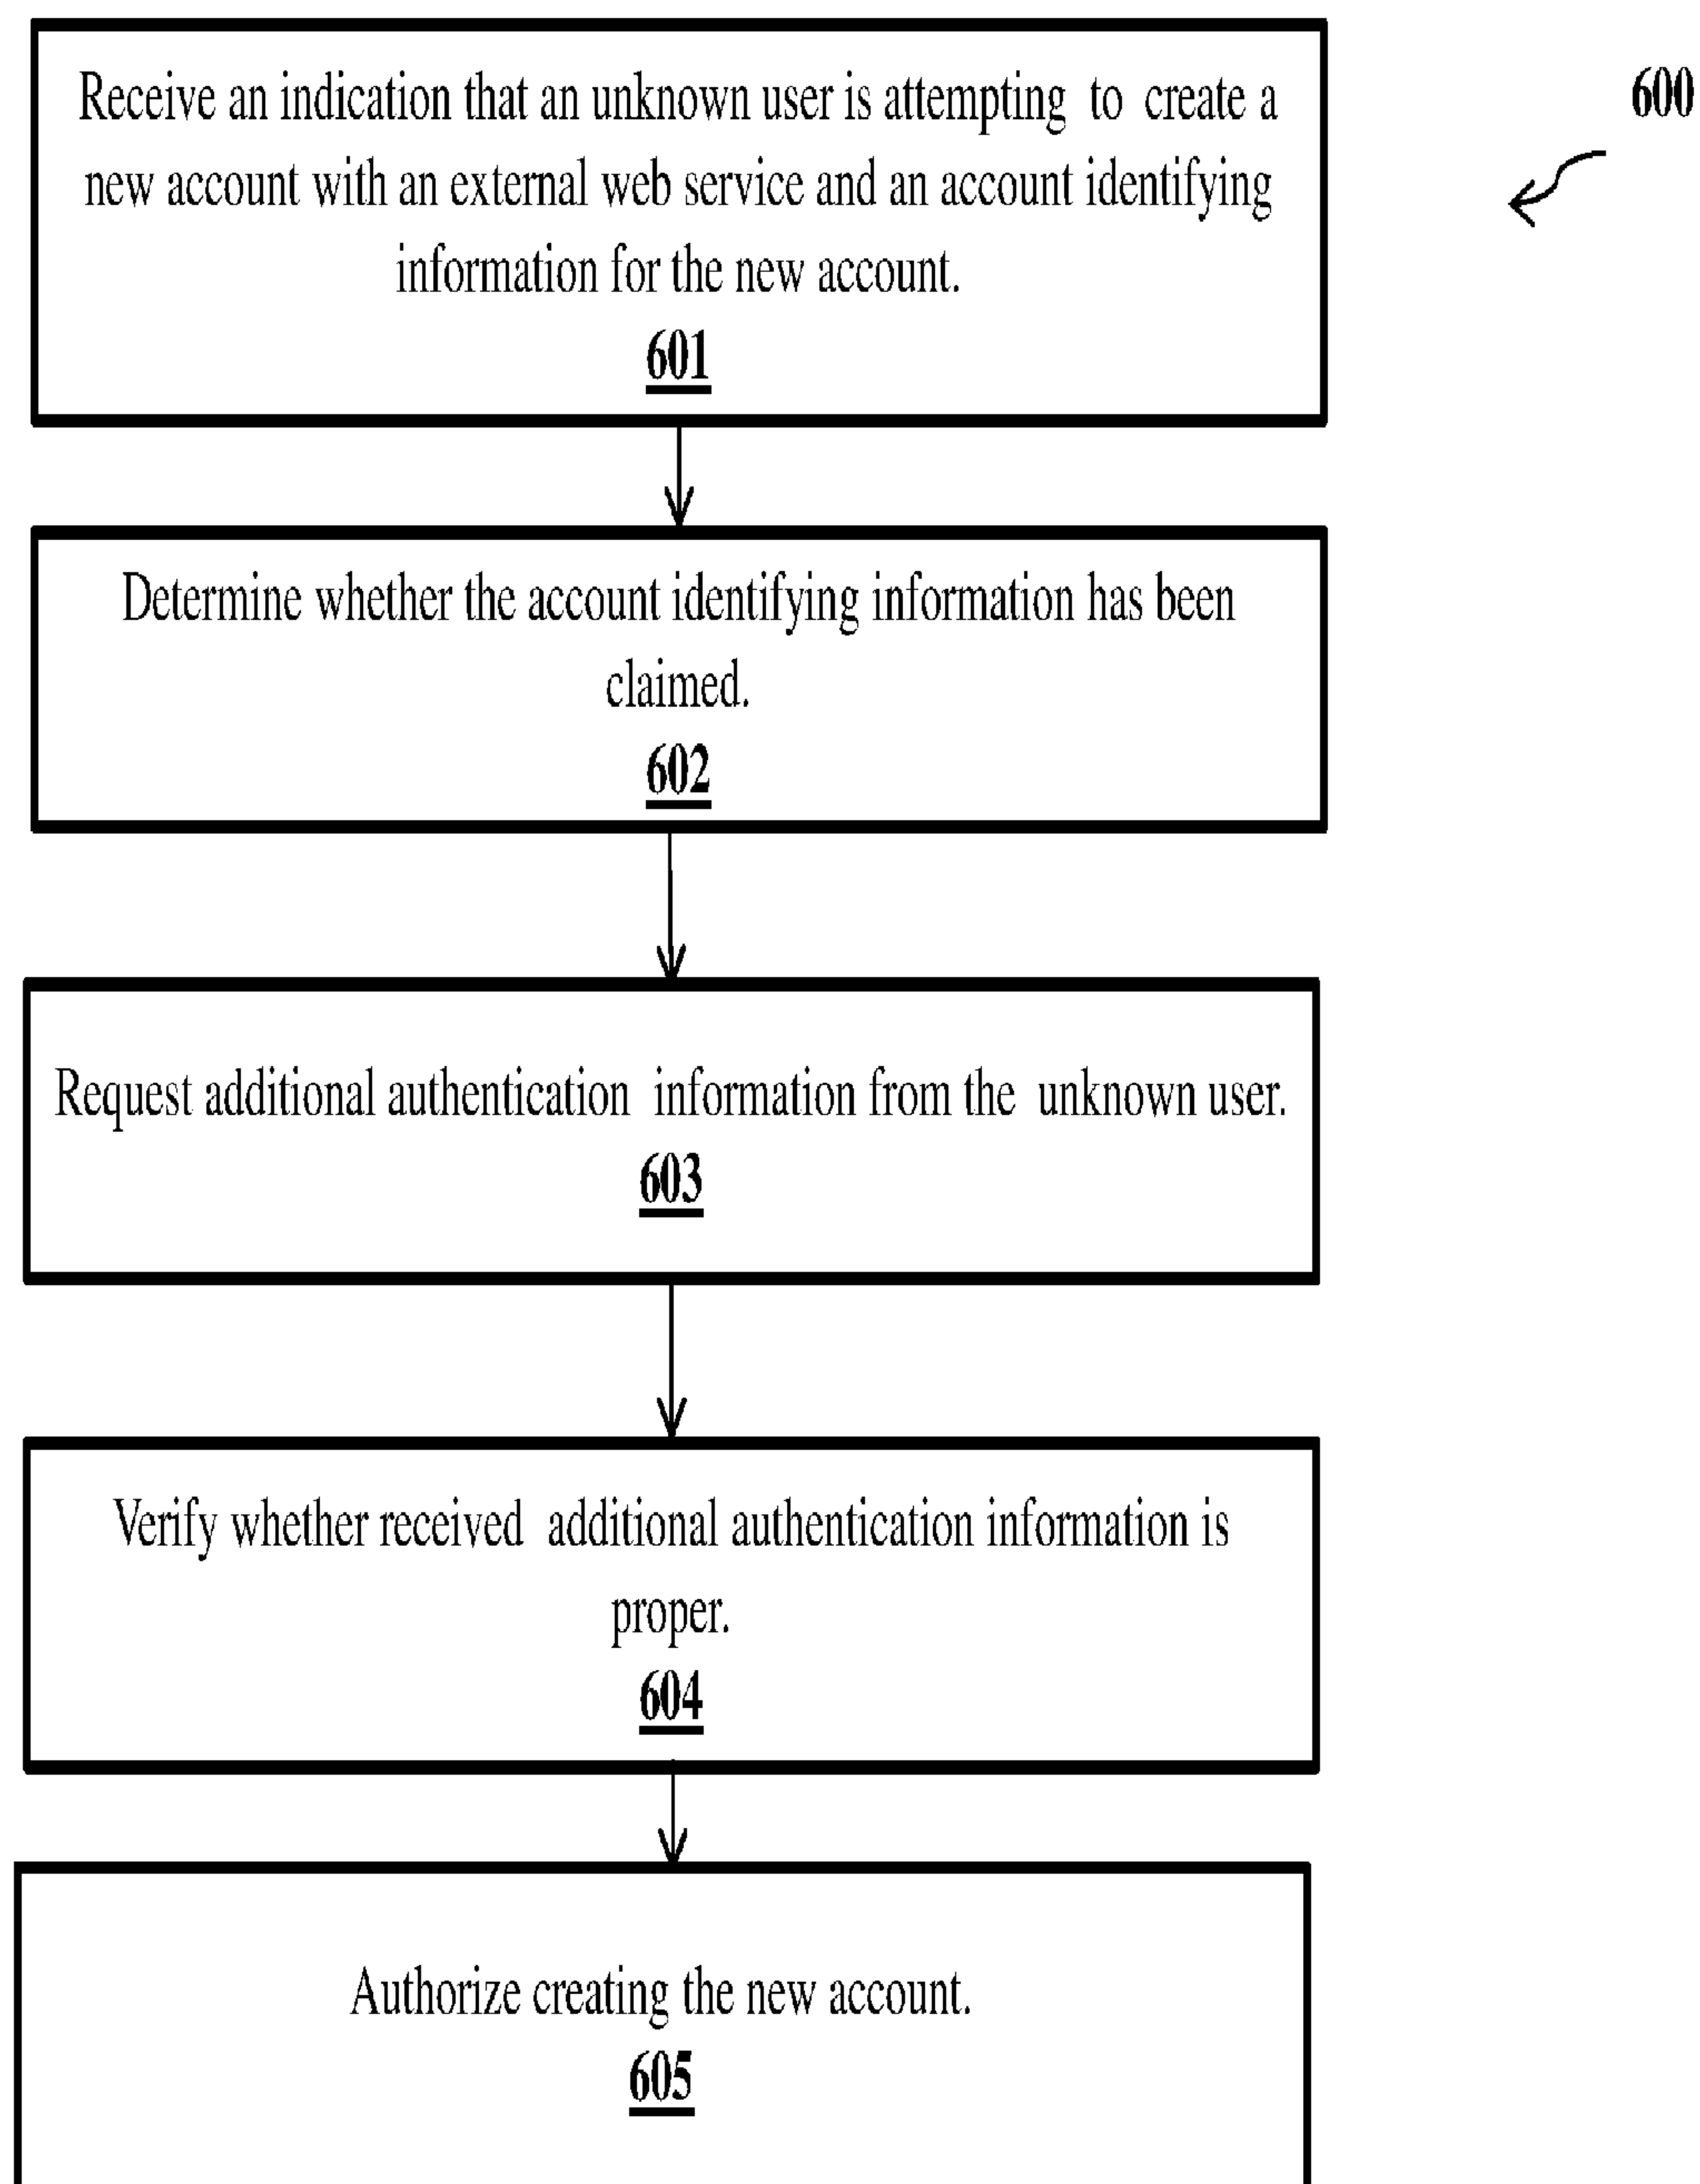 Receive an indication that an unknown user is attempting to create a
new account with an external web service and an account identifying
information for the new account.
601
600
Determine whether the account identifying information has been
claimed.
602
Request additional authentication information from the unknown user.
603
Verify whether received additional authentication information is
proper.
604
Authorize creating the new account.
605